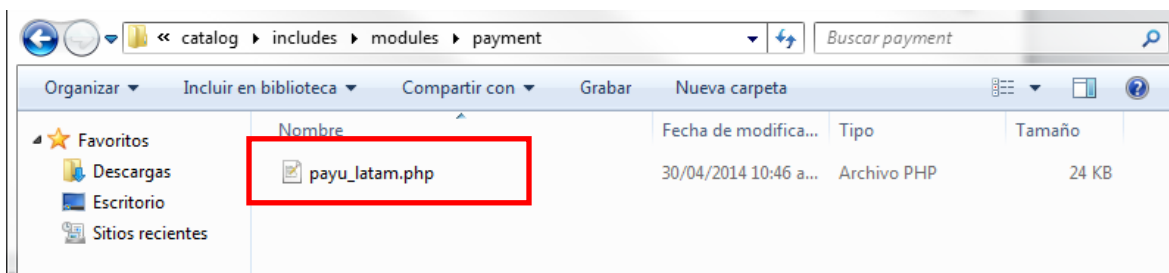 « catalog ▸ includes ▸ modules ▸ payment Buscar payment
Organizar Incluir en biblioteca Compartir con Grabar Nueva carpeta
Favoritos Nombre Fecha de modifica... Tipo Tamaño
Descargas payu_latam.php 30/04/2014 10:46 a... Archivo PHP 24 KB
Escritorio
Sitios recientes